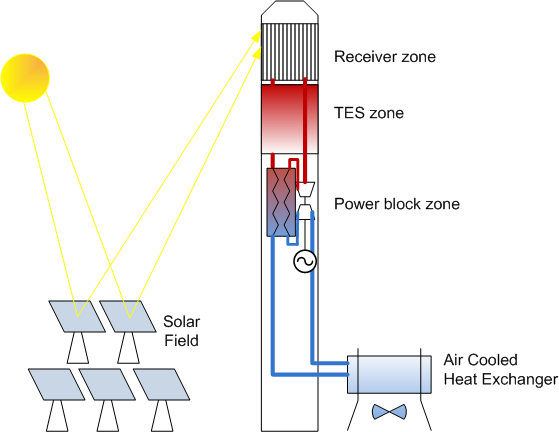 Receiver zone
TES zone
Power block zone
Solar
Field
Air Cooled
Heat Exchanger